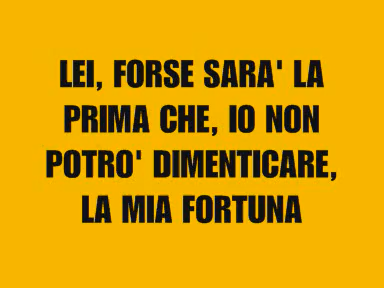 LEI, FORSE SARA' LA
PRIMA CHE, IO NON
POTRO' DIMENTICARE,
LA MIA FORTUNA